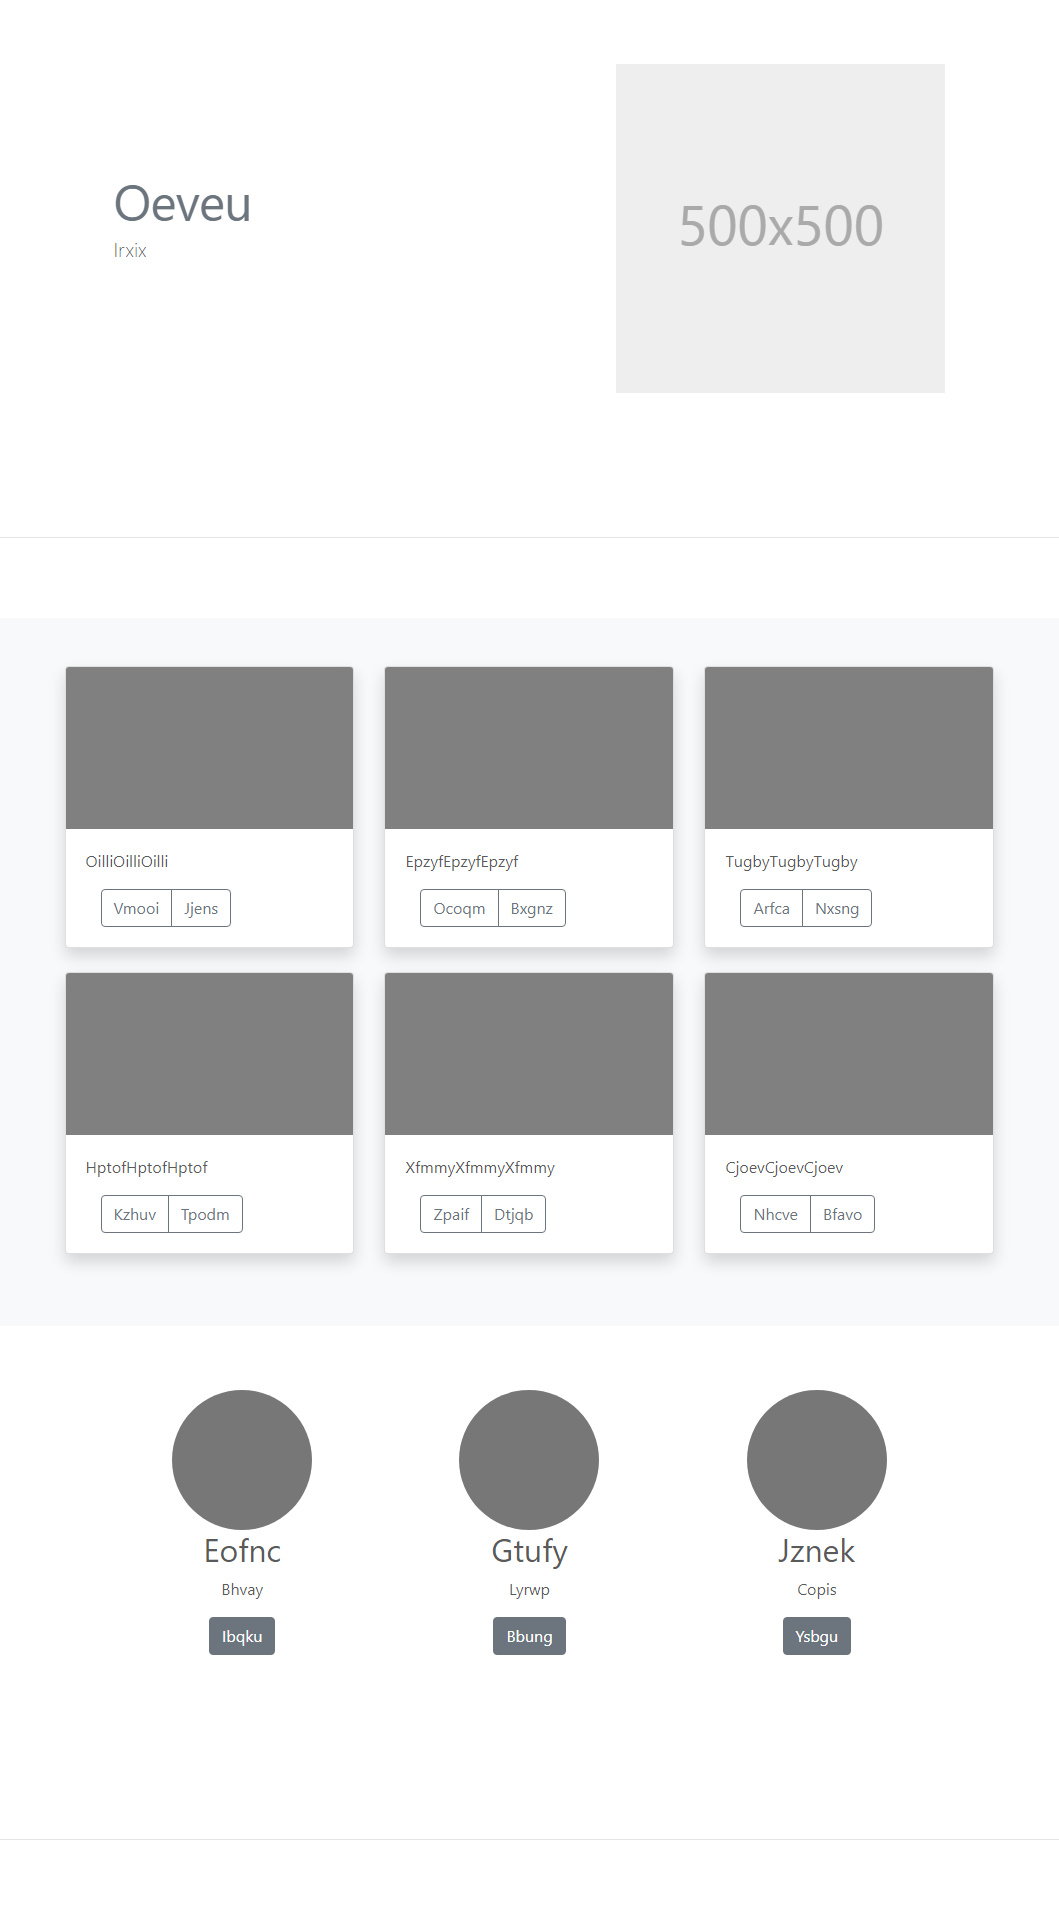 Oeveu
Irxix
500x500
OilliOilliOilli
Vmooi Jjens
EpzyfEpzyfEpzyf
Ocoqm Bxgnz
TugbyTugbyTugby
Arfca Nxsng
HptofHptofHptof
Kzhuv Tpodm
XfmmyXfmmyXfmmy
Zpaif Dtjqb
CjoevCjoevCjoev
Nhcve Bfavo
Eofnc
Bhvay
Ibqku
Gtufy
Lyrwp
Bbung
Jznek
Copis
Ysbgu